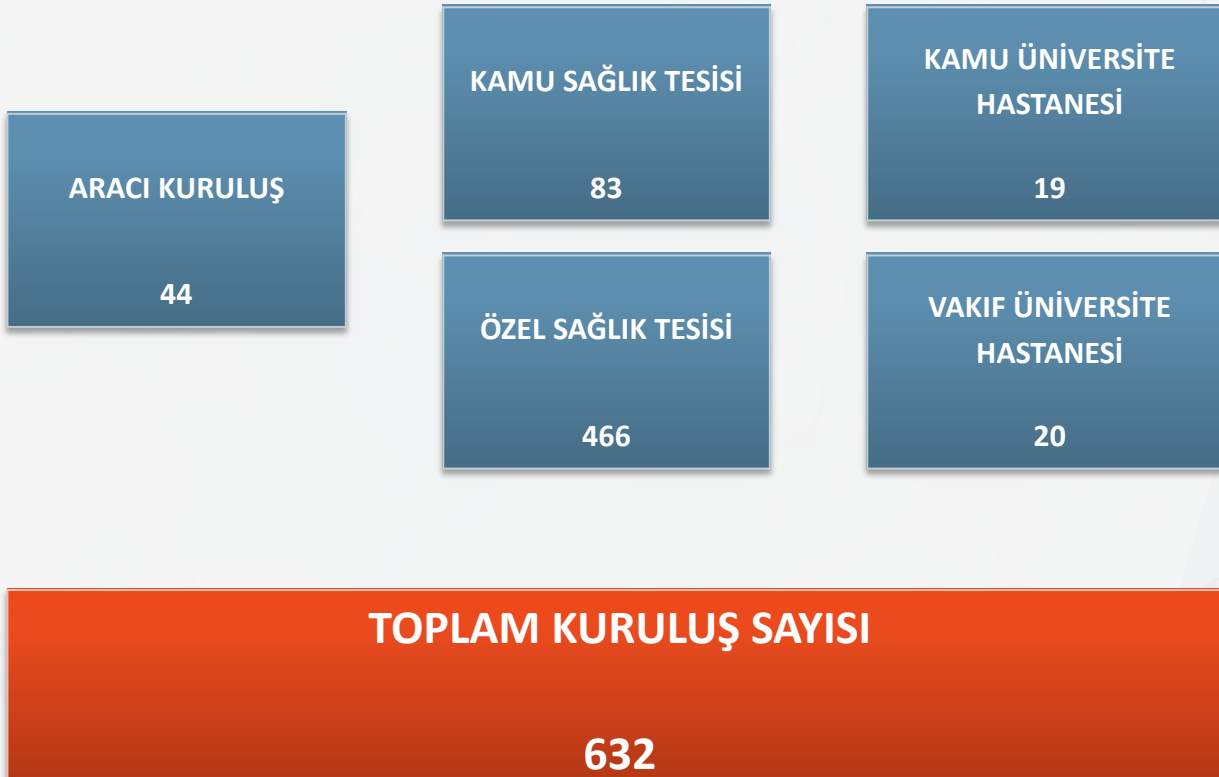 ARACI KURULUŞ
44
KAMU SAĞLIK TESİSİ
83
KAMU ÜNİVERSİTE
HASTANESİ
19
ÖZEL SAĞLIK TESİSİ
466
VAKIF ÜNİVERSİTE
HASTANESİ
20
TOPLAM KURULUŞ SAYISI
632